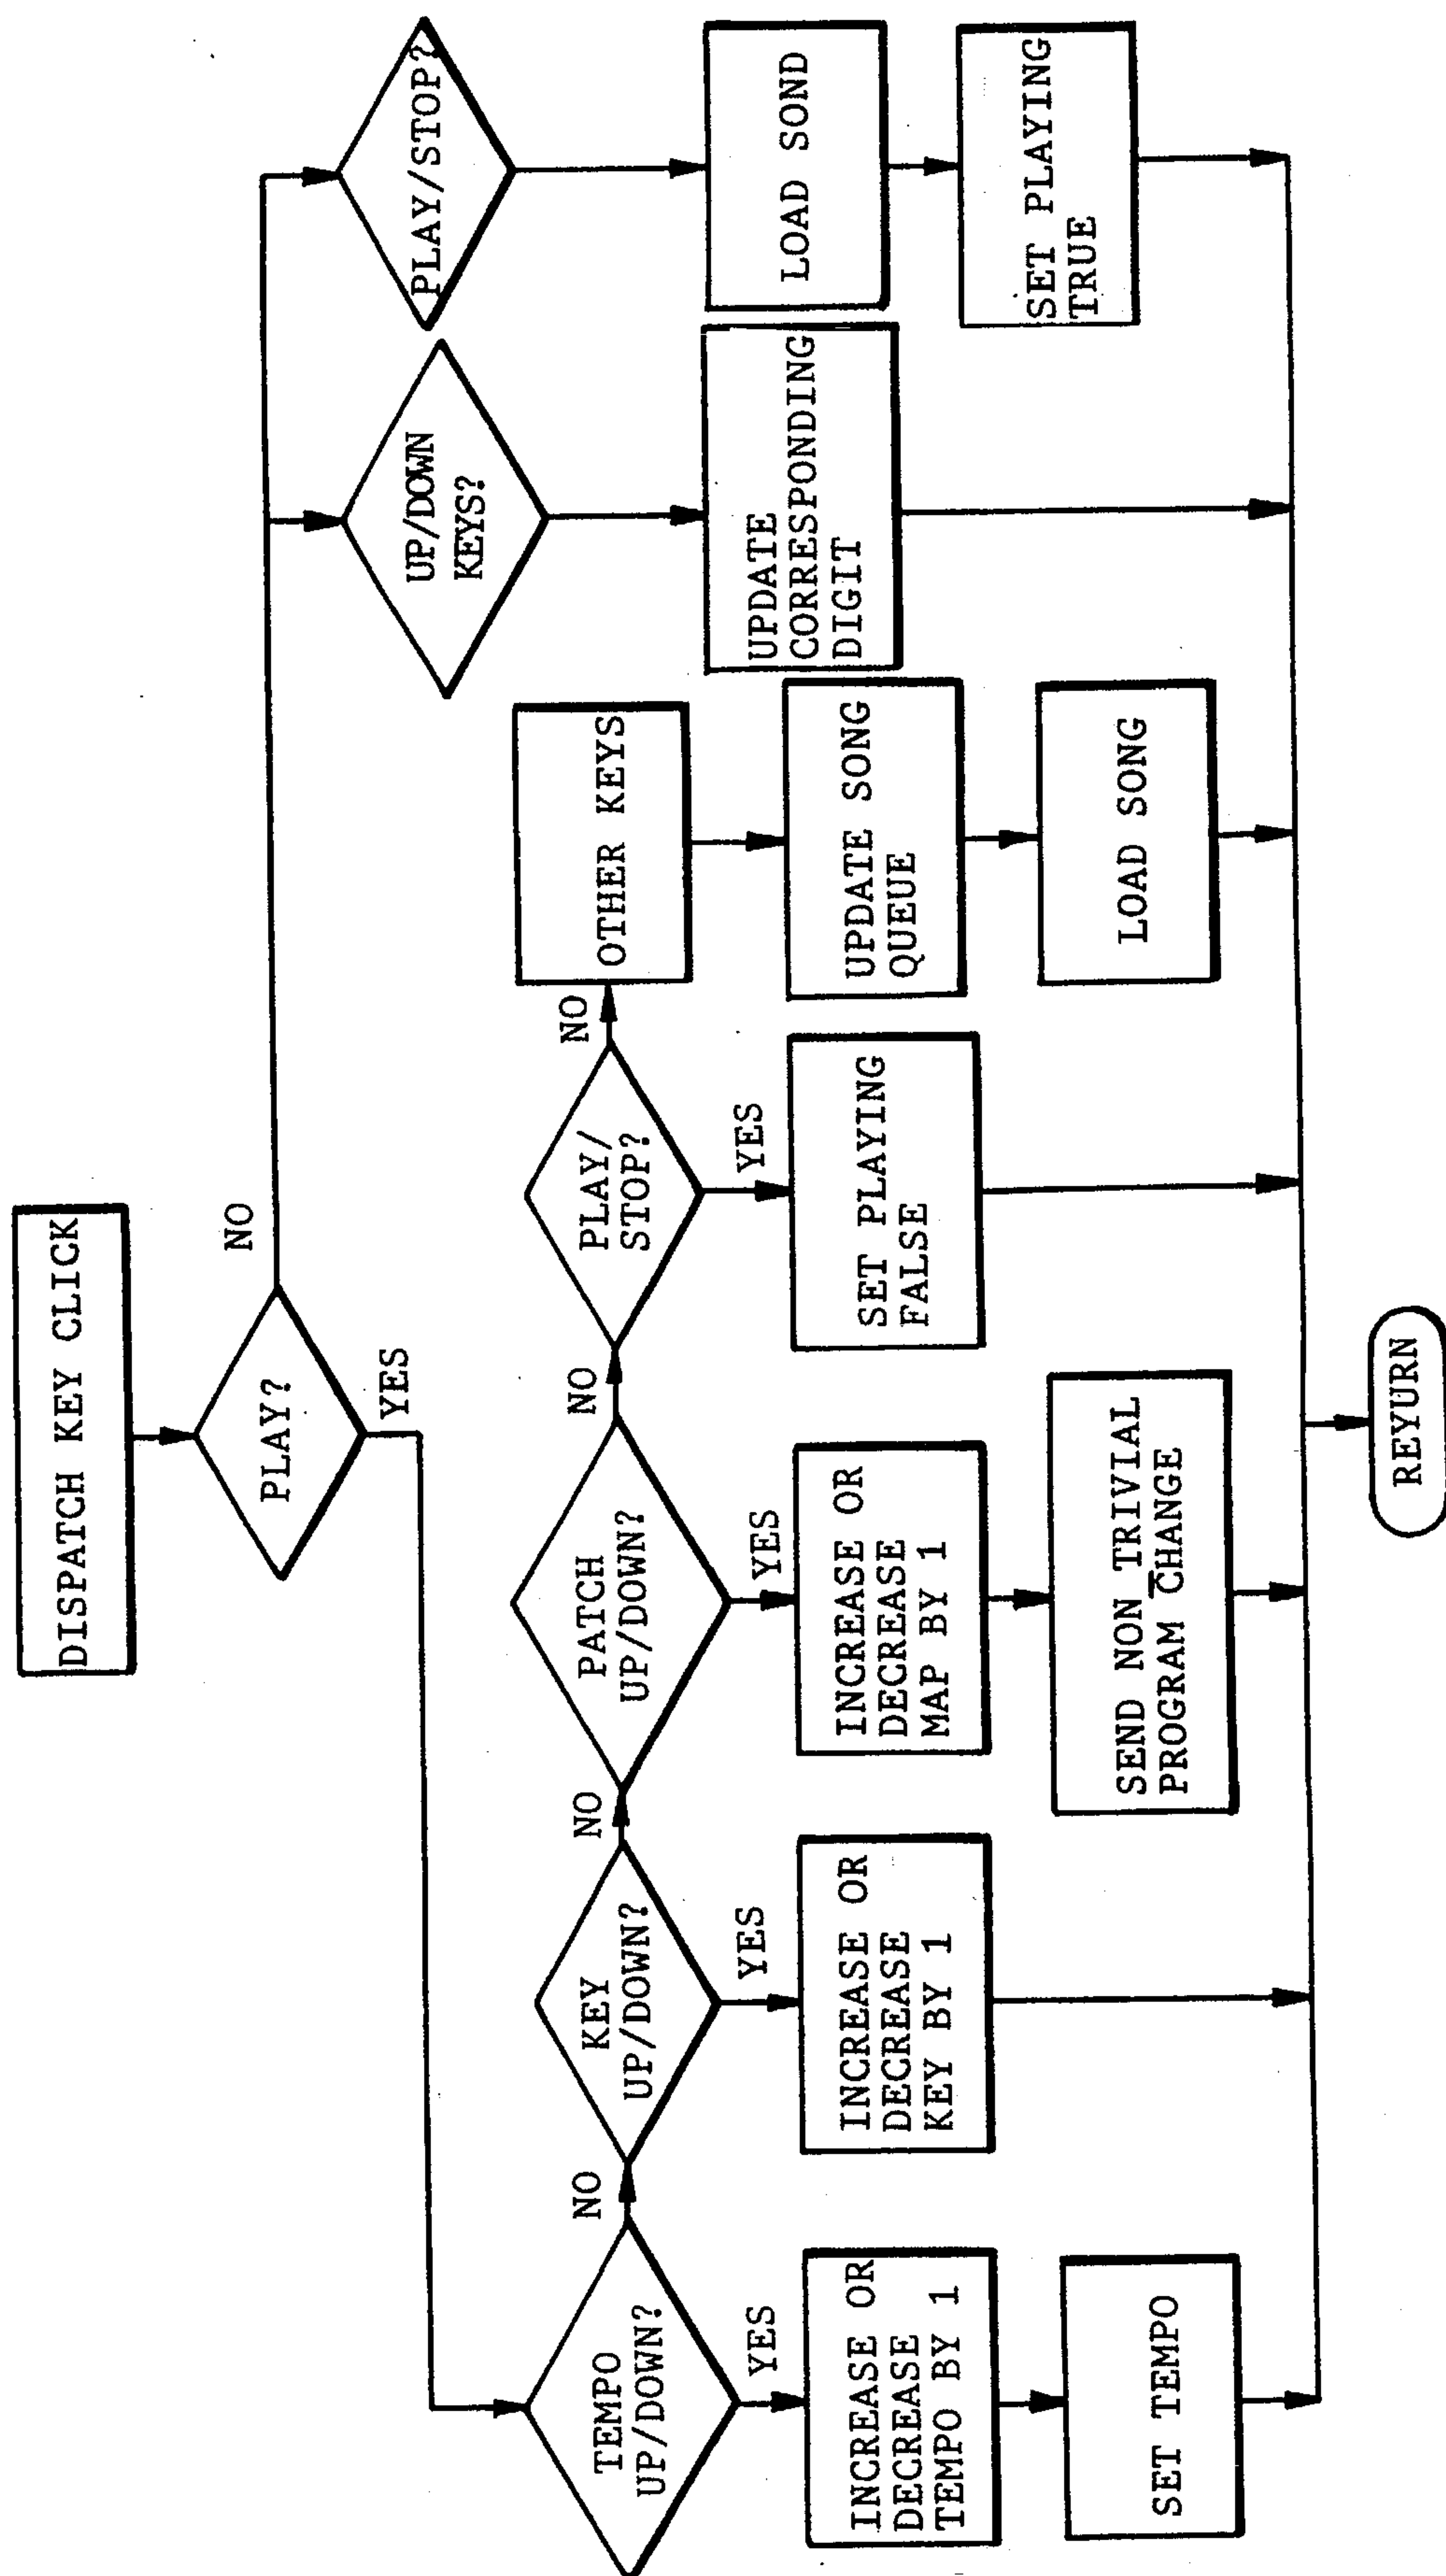 DISPATCH KEY CLICK
PLAY?
NO
YES
TEMPO
UP/DOWN?
NO
KEY
UP/DOWN?
NO
PATCH
UP/DOWN?
NO
PLAY/
STOP?
NO
OTHER KEYS
UP/DOWN
KEYS?
PLAY/STOP?
YES
YES
YES
YES
INCREASE OR
DECREASE
TEMPO BY 1
INCREASE OR
DECREASE
KEY BY 1
INCREASE OR
DECREASE
MAP BY 1
SET PLAYING
FALSE
UPDATE SONG
QUEUE
UPDATE
CORRESPONDING
DIGIT
LOAD SOND
SET TEMPO
SEND NON TRIVIAL
PROGRAM CHANGE
LOAD SONG
SET PLAYING
TRUE
REYURN